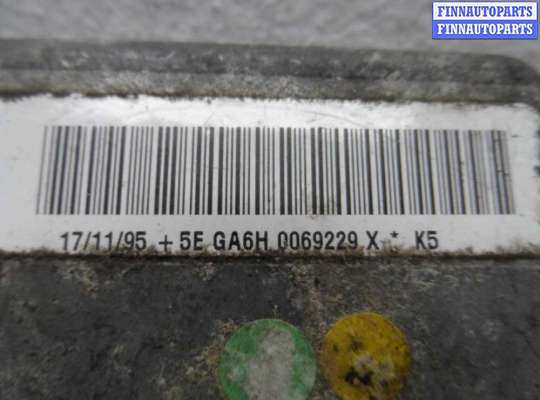 FINNAUTOPARTS
FINNAUTOPARTS
17/11/95 + 5E GA6H 0069229 X * K5